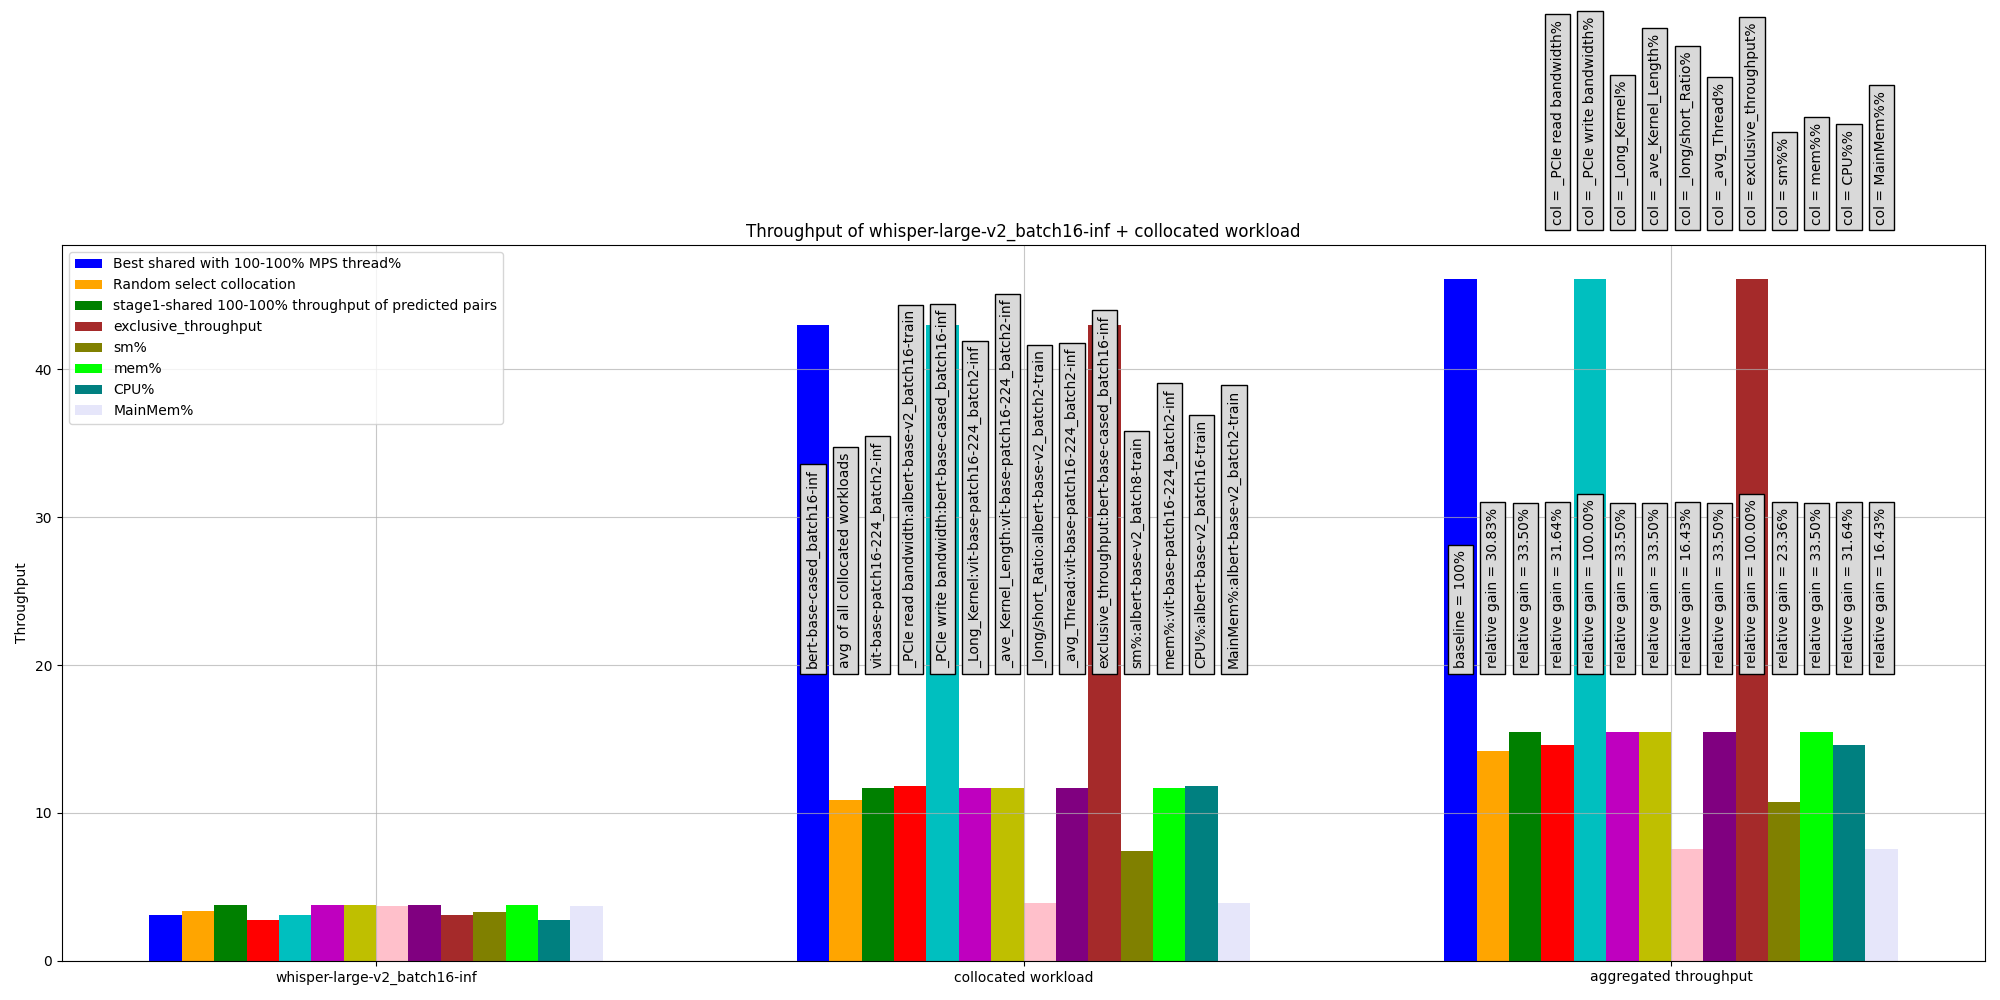 col = _PCIe read bandwidth%
col = _PCIe write bandwidth%
col = _Long_Kernel%
col = _ave_Kernel_Length%
col = _long/short_Ratio%
col = _avg_Thread%
col = exclusive_throughput%
col = sm%%
col = mem%%
col = CPU%%
col = MainMem%%
Throughput of whisper-large-v2_batch16-inf + collocated workload
Best shared with 100-100% MPS thread%
Random select collocation
stage1-shared 100-100% throughput of predicted pairs
exclusive_throughput
sm%
mem%
CPU%
MainMem%
Throughput
40
30
20
10
0
bert-base-cased_batch16-inf
avg of all collocated workloads
vit-base-patch16-224_batch2-inf
_PCIe read bandwidth:albert-base-v2_batch16-train
_PCIe write bandwidth:bert-base-cased_batch16-inf
_Long_Kernel:vit-base-patch16-224_batch2-inf
_ave_Kernel_Length:vit-base-patch16-224_batch2-inf
_long/short_Ratio:albert-base-v2_batch2-train
_avg_Thread:vit-base-patch16-224_batch2-inf
exclusive_throughput:bert-base-cased_batch16-inf
sm%:albert-base-v2_batch8-train
mem%:vit-base-patch16-224_batch2-inf
CPU%:albert-base-v2_batch16-train
MainMem%:albert-base-v2_batch2-train
baseline = 100%
relative gain = 30.83%
relative gain = 33.50%
relative gain = 31.64%
relative gain = 100.00%
relative gain = 33.50%
relative gain = 33.50%
relative gain = 16.43%
relative gain = 33.50%
relative gain = 100.00%
relative gain = 23.36%
relative gain = 33.50%
relative gain = 31.64%
relative gain = 16.43%
whisper-large-v2_batch16-inf
collocated workload
aggregated throughput